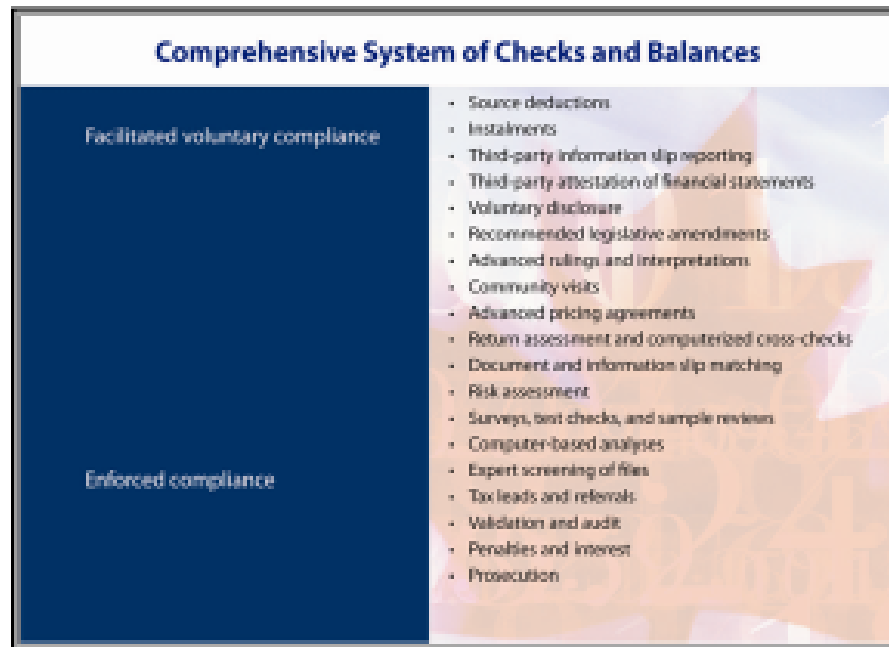 Comprehensive System of Checks and Balances
Facilitated voluntary compliance
Enforced compliance
• Source deductions
• Instalments
• Third-party information slip reporting
• Third-party attestation of financial statements
• Voluntary disclosure
• Recommended legislative amendments
• Advanced rulings and interpretations
• Community visits
• Advanced pricing agreements
• Return assessment and computerized cross-checks
• Document and information slip matching
• Risk assessment
• Surveys, test checks, and sample reviews
• Computer-based analyses
• Expert screening of files
• Tax leads and referrals
• Validation and audit
• Penalties and interest
• Prosecution